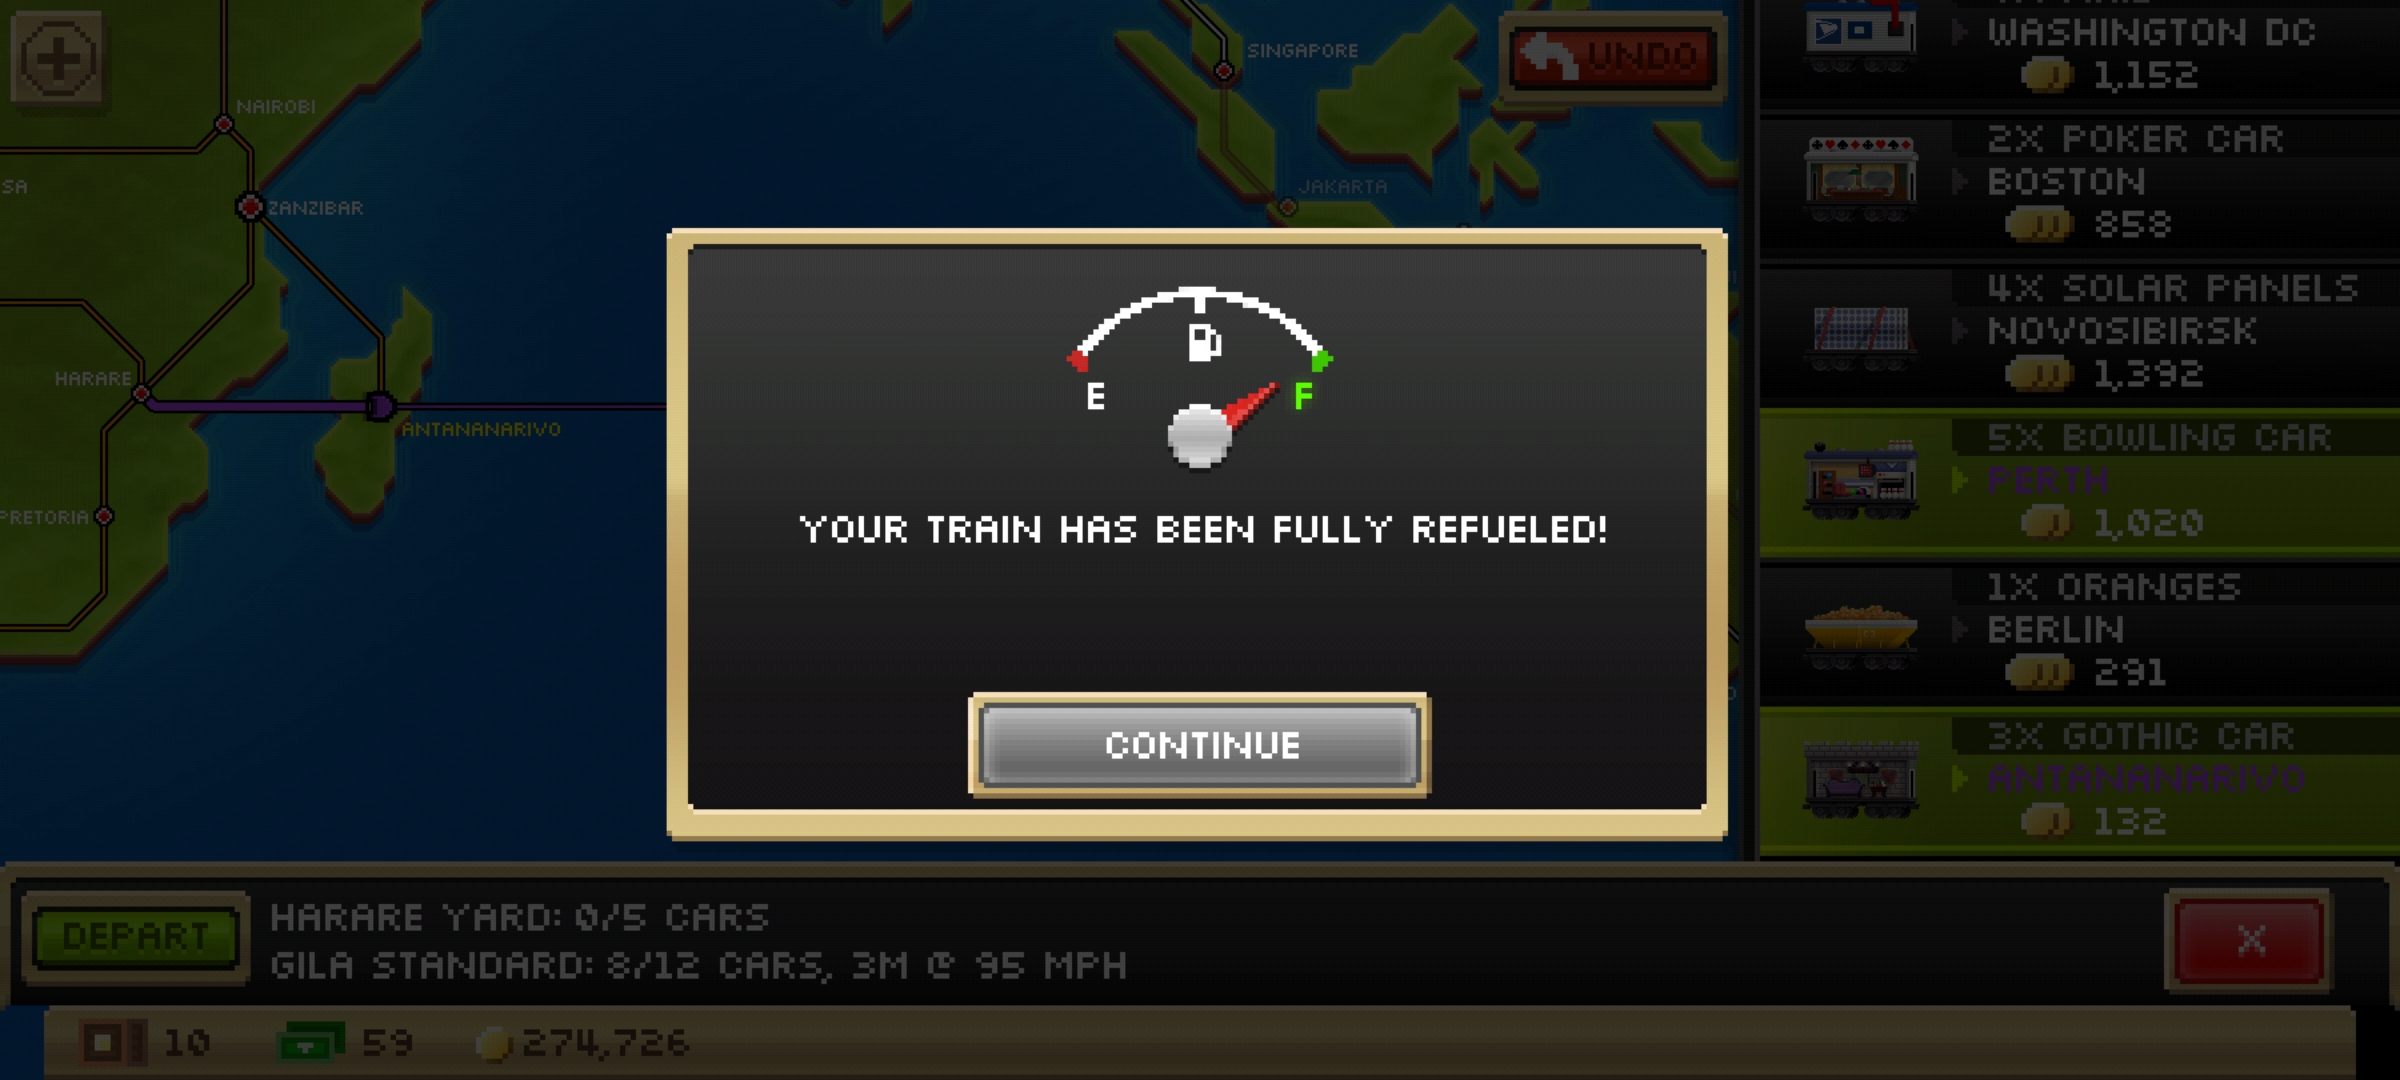 NAIROBI
SA
ZANZIBAR
HARARE
ANTANANARIVO
PRETORIA
SINGAPORE
JAKARTA
UNDO
E
F
YOUR TRAIN HAS BEEN FULLY REFUELED!
CONTINUE
WASHINGTON DC
1,152
2X POKER CAR
BOSTON
858
4X SOLAR PANELS
NOVOSIBIRSK
1,392
5X BOWLING CAR
PERTH
1,020
1X ORANGES
BERLIN
291
3X GOTHIC CAR
ANTANANARIVO
132
DEPART
HARARE YARD: 0/5 CARS
GILA STANDARD: 8/12 CARS, 3M @ 95 MPH
X
10
59
274,726